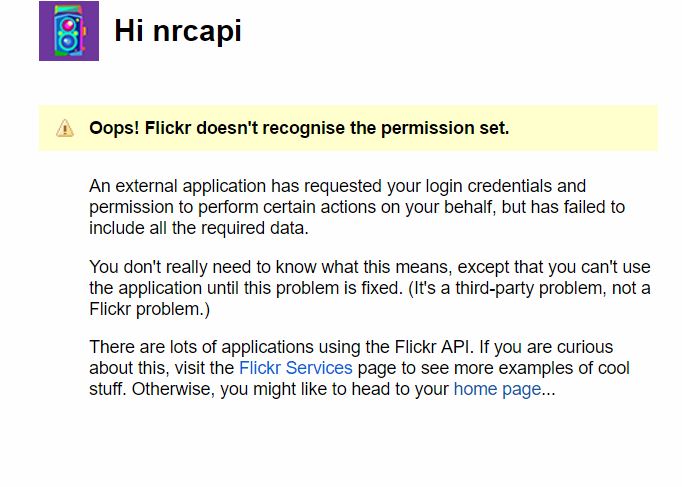 Hi nrcapi
Oops! Flickr doesn't recognise the permission set.
An external application has requested your login credentials and
permission to perform certain actions on your behalf, but has failed to
include all the required data.
You don't really need to know what this means, except that you can't use
the application until this problem is fixed. (It's a third-party problem, not a
Flickr problem.)
There are lots of applications using the Flickr API. If you are curious
about this, visit the Flickr Services page to see more examples of cool
stuff. Otherwise, you might like to head to your home page...